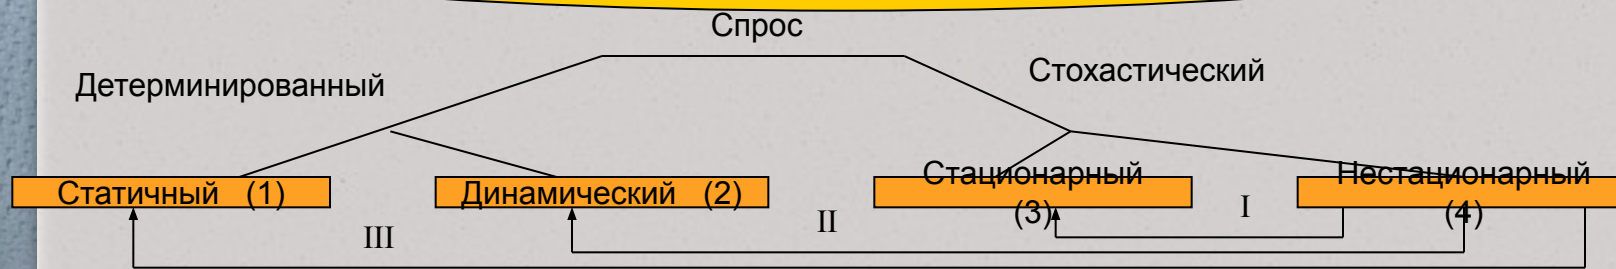 Спрос
Детерминированный
Стохастический
Статичный (1)
Динамический (2)
Стационарный (3)
Нестационарный (4)
I
II
III